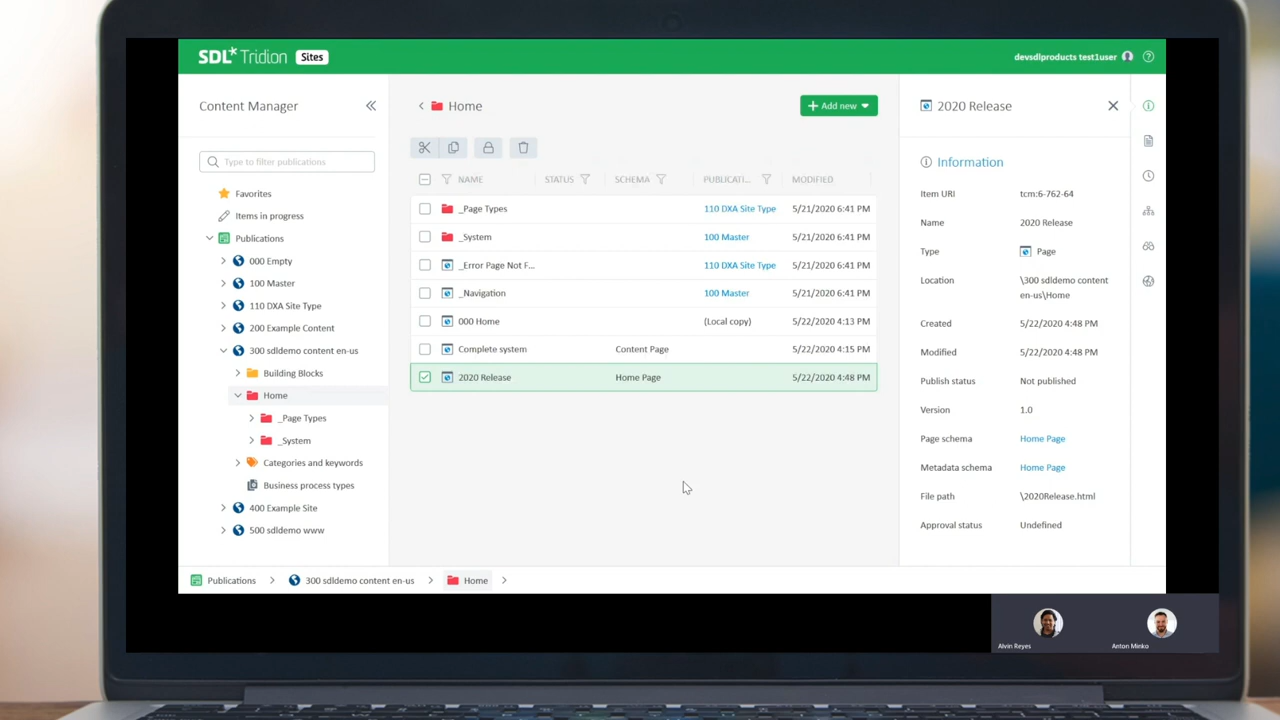 SDL* Tridion Sites
devsdlproducts test1user
Content Manager
Type to filter publications
Favorites
Items in progress
Publications
000 Empty
100 Master
110 DXA Site Type
200 Example Content
300 sdldemo content en-us
Building Blocks
Home
_Page Types
_System
Categories and keywords
Business process types
400 Example Site
500 sdldemo www
Home
Add new
NAME STATUS SCHEMA PUBLICATI... MODIFIED
_Page Types 110 DXA Site Type 5/21/2020 6:41 PM
_System 100 Master 5/21/2020 6:41 PM
_Error Page Not F... 110 DXA Site Type 5/21/2020 6:41 PM
_Navigation 100 Master 5/21/2020 6:41 PM
000 Home (Local copy) 5/22/2020 4:13 PM
Complete system Content Page 5/22/2020 4:15 PM
2020 Release Home Page 5/22/2020 4:48 PM
2020 Release
Information
Item URI tcm:6-762-64
Name 2020 Release
Type Page
Location \300 sdldemo content
en-us\Home
Created 5/22/2020 4:48 PM
Modified 5/22/2020 4:48 PM
Publish status Not published
Version 1.0
Page schema Home Page
Metadata schema Home Page
File path \2020Release.html
Approval status Undefined
Publications 300 sdldemo content en-us Home
Alvin Reyes
Anton Minko